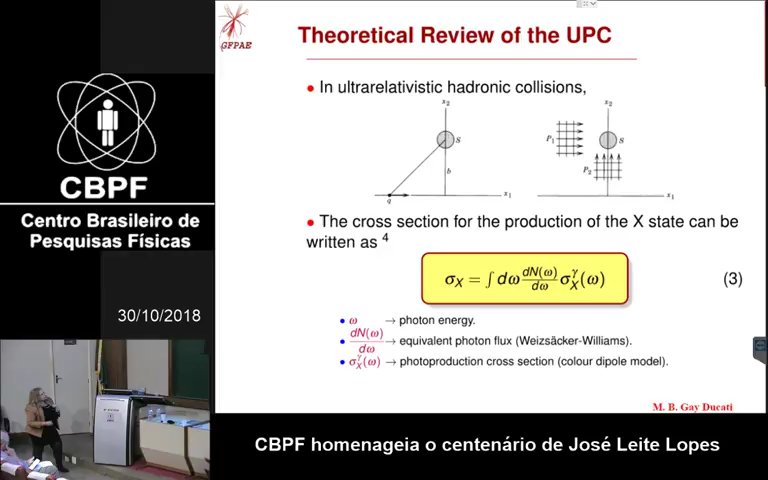 GFPAE
Theoretical Review of the UPC
• In ultrarelativistic hadronic collisions,
x₂
S
b
q
x₁
x₂
P₁
S
P₂
x₁
• The cross section for the production of the X state can be
written as ⁴
σ_X = ∫ dω dN(ω)/dω σ_X^γ(ω) (3)
• ω → photon energy.
• dN(ω)/dω → equivalent photon flux (Weizsäcker-Williams).
• σ_X^γ(ω) → photoproduction cross section (colour dipole model).
M. B. Gay Ducati
CBPF
Centro Brasileiro de
Pesquisas Físicas
30/10/2018
CBPF homenageia o centenário de José Leite Lopes